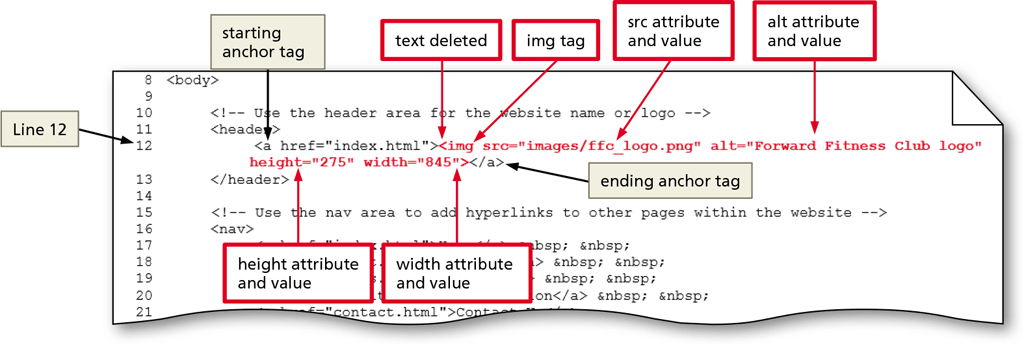 starting
anchor tag
text deleted
img tag
src attribute
and value
alt attribute
and value
Line 12
8 <body>
9
10 <!-- Use the header area for the website name or logo -->
11 <header>
12 <a href="index.html"><img src="images/ffc_logo.png" alt="Forward Fitness Club logo"
height="275" width="845"></a>
ending anchor tag
13 </header>
14
15 <!-- Use the nav area to add hyperlinks to other pages within the website -->
16 <nav>
17 &nbsp; &nbsp;
18 > &nbsp; &nbsp;
19 &nbsp; &nbsp;
20 ion</a> &nbsp; &nbsp;
21 href="contact.html">Contact
height attribute
and value
width attribute
and value